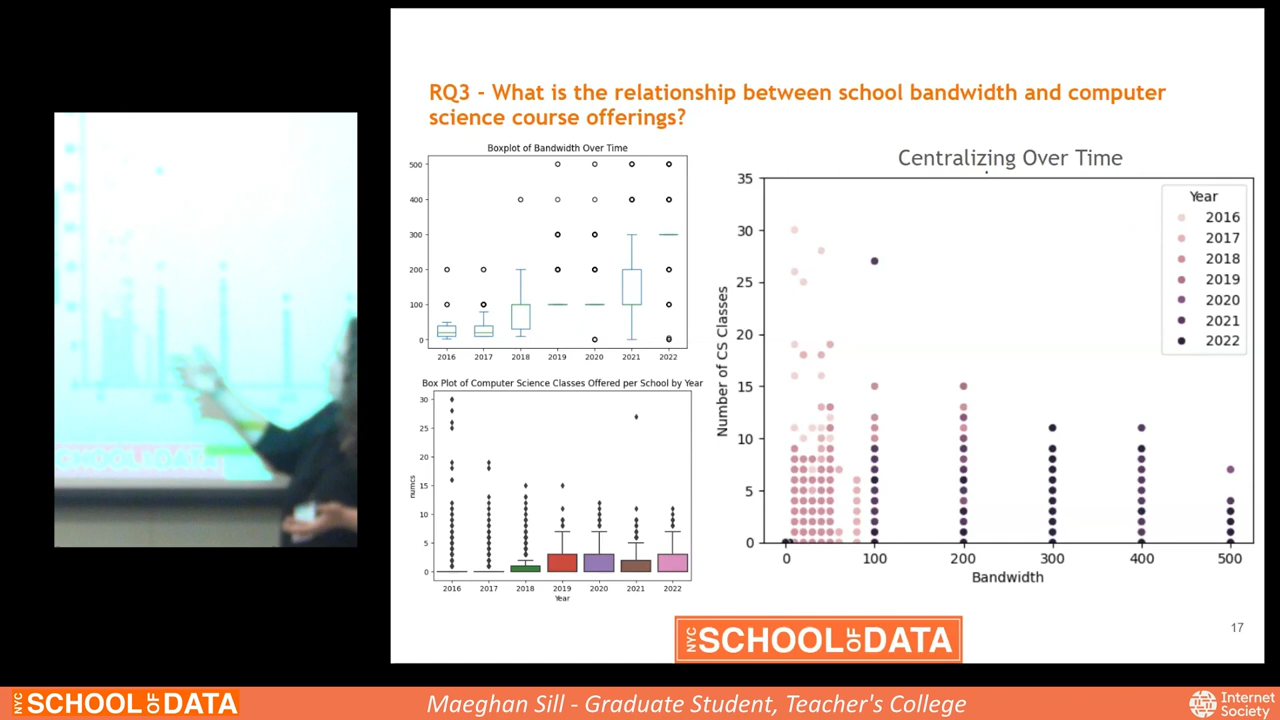 RQ3 - What is the relationship between school bandwidth and computer
science course offerings?
Boxplot of Bandwidth Over Time
500
400
300
200
100
0
2016 2017 2018 2019 2020 2021 2022
Box Plot of Computer Science Classes Offered per School by Year
numcs
30
25
20
15
10
5
0
2016 2017 2018 2019 2020 2021 2022
Year
Centralizing Over Time
Number of CS Classes
35
30
25
20
15
10
5
0
0 100 200 300 400 500
Bandwidth
Year
2016
2017
2018
2019
2020
2021
2022
NYC SCHOOL OF DATA
17
SCHOOL OF DATA
NYC SCHOOL OF DATA
Maeghan Sill - Graduate Student, Teacher's College
Internet
Society